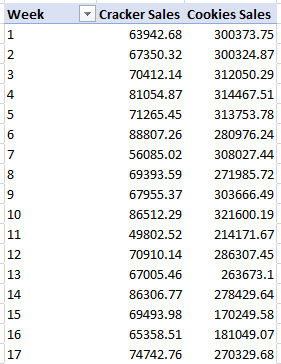 Week Cracker Sales Cookies Sales
1 63942.68 300373.75
2 67350.32 300324.87
3 70412.14 312050.29
4 81054.87 314467.51
5 71265.45 313753.78
6 88807.26 280976.24
7 56085.02 308027.44
8 69393.59 271985.72
9 67955.37 303666.49
10 86512.29 321600.19
11 49802.52 214171.67
12 70910.14 286307.45
13 67005.46 263673.1
14 86306.77 278429.64
15 69493.98 170249.58
16 65358.51 181049.07
17 74742.76 270329.68